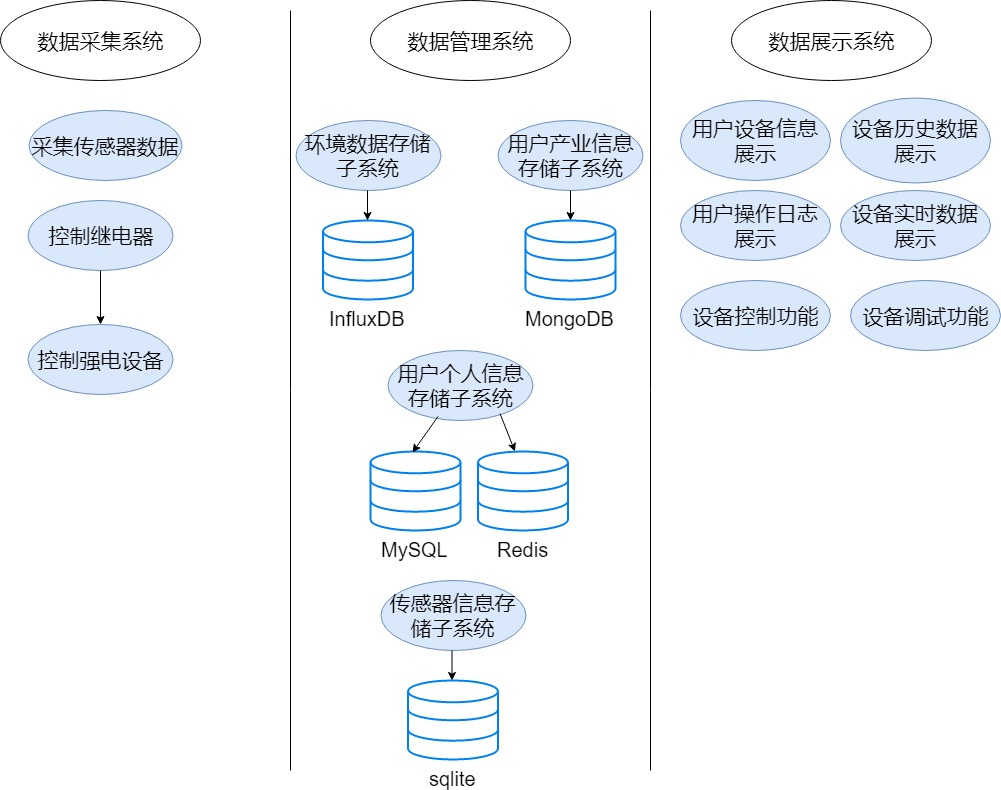 数据采集系统
数据管理系统
数据展示系统
采集传感器数据
控制继电器
控制强电设备
环境数据存储
子系统
InfluxDB
用户产业信息
存储子系统
MongoDB
用户个人信息
存储子系统
MySQL
Redis
传感器信息存
储子系统
sqlite
用户设备信息
展示
设备历史数据
展示
用户操作日志
展示
设备实时数据
展示
设备控制功能
设备调试功能